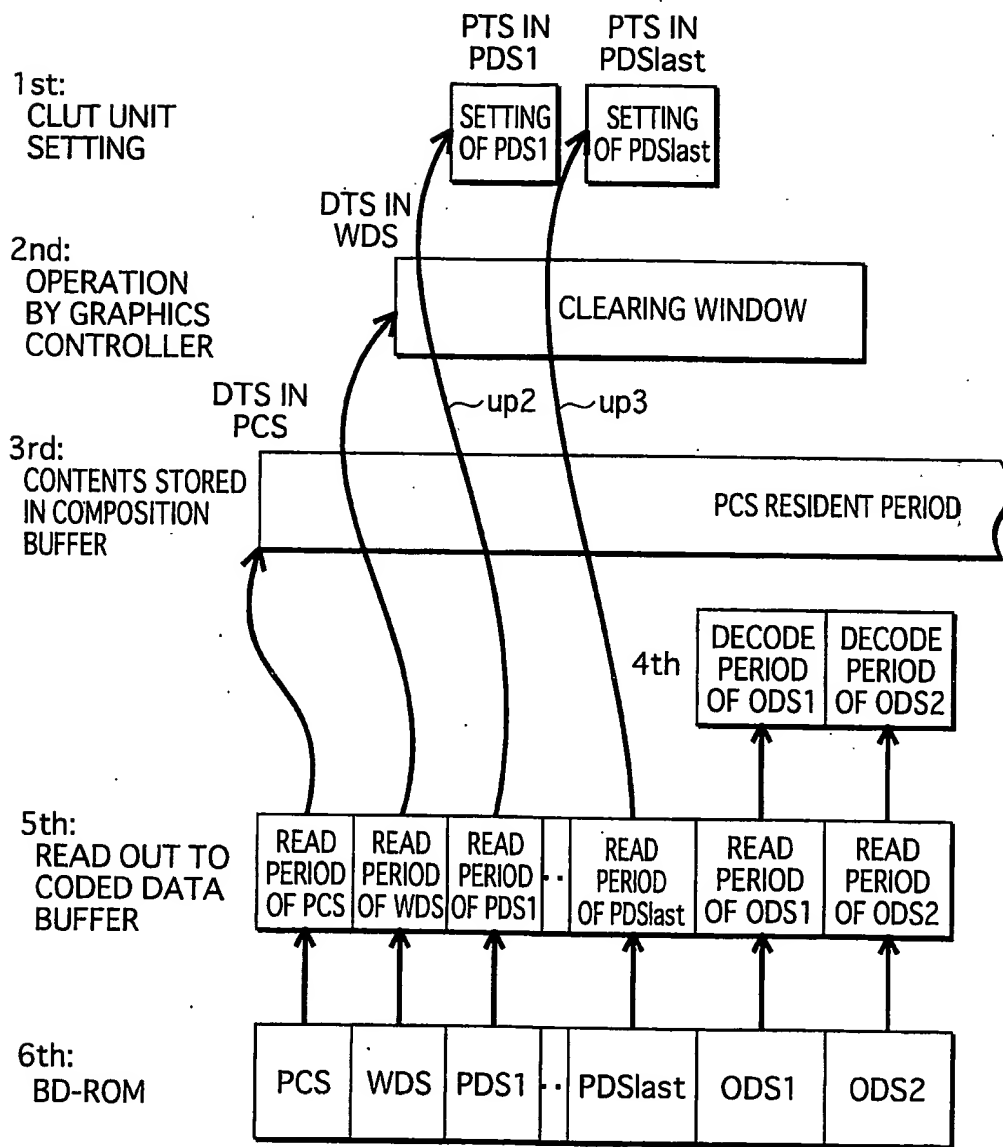 PTS IN
PDS1
PTS IN
PDSlast
1st:
CLUT UNIT
SETTING
SETTING
OF PDS1
SETTING
OF PDSlast
DTS IN
WDS
2nd:
OPERATION
BY GRAPHICS
CONTROLLER
CLEARING WINDOW
DTS IN
PCS
up2
up3
3rd:
CONTENTS STORED
IN COMPOSITION
BUFFER
PCS RESIDENT PERIOD
4th
DECODE
PERIOD
OF ODS1
DECODE
PERIOD
OF ODS2
5th:
READ OUT TO
CODED DATA
BUFFER
READ
PERIOD
OF PCS
READ
PERIOD
OF WDS
READ
PERIOD
OF PDS1
··
READ
PERIOD
OF PDSlast
READ
PERIOD
OF ODS1
READ
PERIOD
OF ODS2
6th:
BD-ROM
PCS
WDS
PDS1
··
PDSlast
ODS1
ODS2